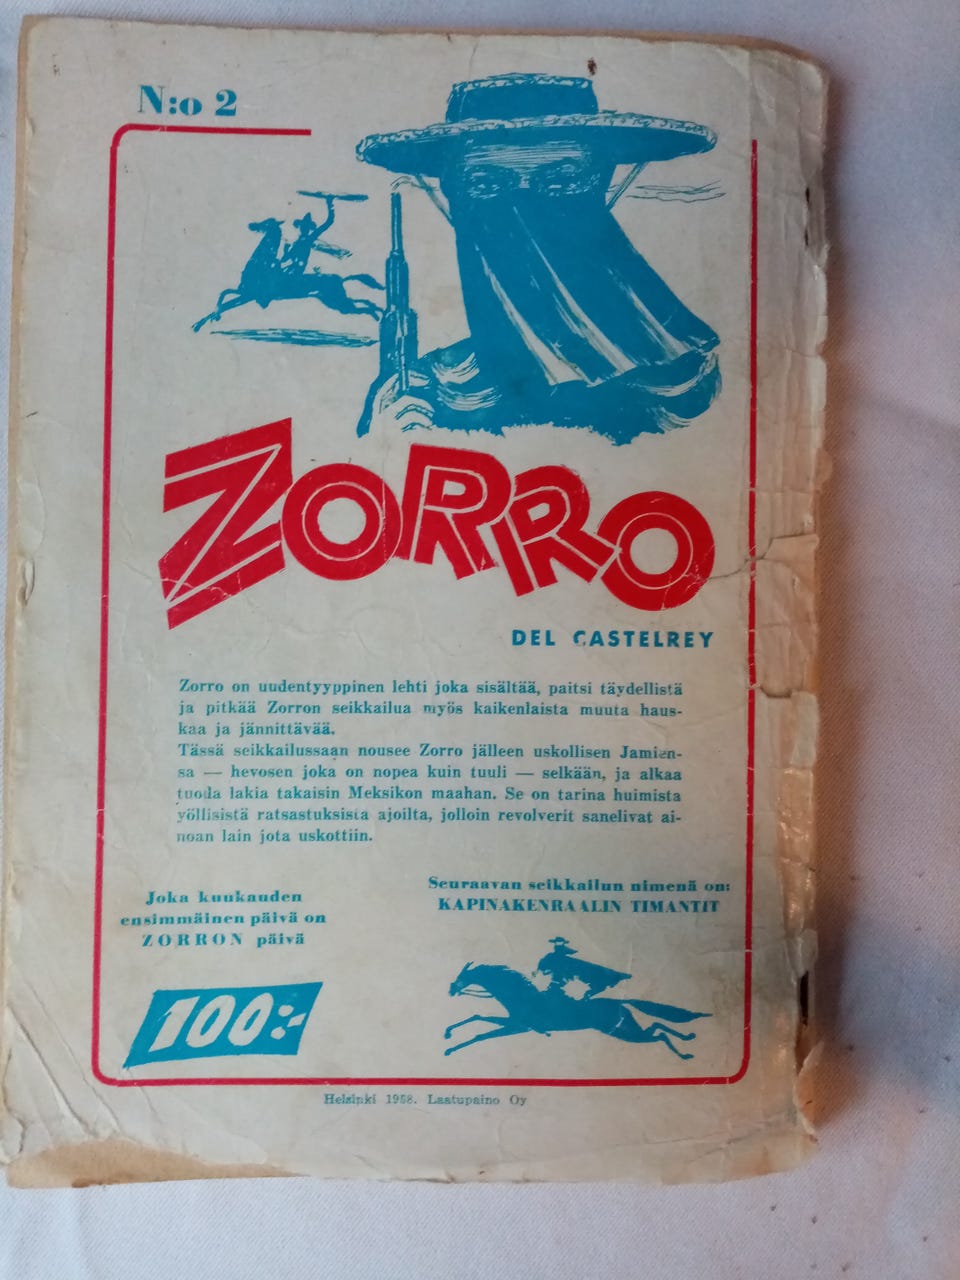 N:o 2
ZORRO
DEL CASTELREY
Zorro on uudentyyppinen lehti joka sisältää, paitsi täydellistä
ja pitkää Zorron seikkailua myös kaikenlaista muuta haus-
kaa ja jännittävää.
Tässä seikkailussaan nousee Zorro jälleen uskollisen Jamien-
sa — hevosen joka on nopea kuin tuuli — selkään, ja alkaa
tuoda lakia takaisin Meksikon maahan. Se on tarina huimista
yöllisistä ratsastuksista ajoilta, jolloin revolverit sanelivat ai-
noan lain jota uskottiin.
Joka kuukauden
ensimmäinen päivä on
ZORRON päivä
Seuraavan seikkailun nimenä on:
KAPINAKENRAALIN TIMANTIT
100:-
Helsinki 1958. Laatupaino Oy